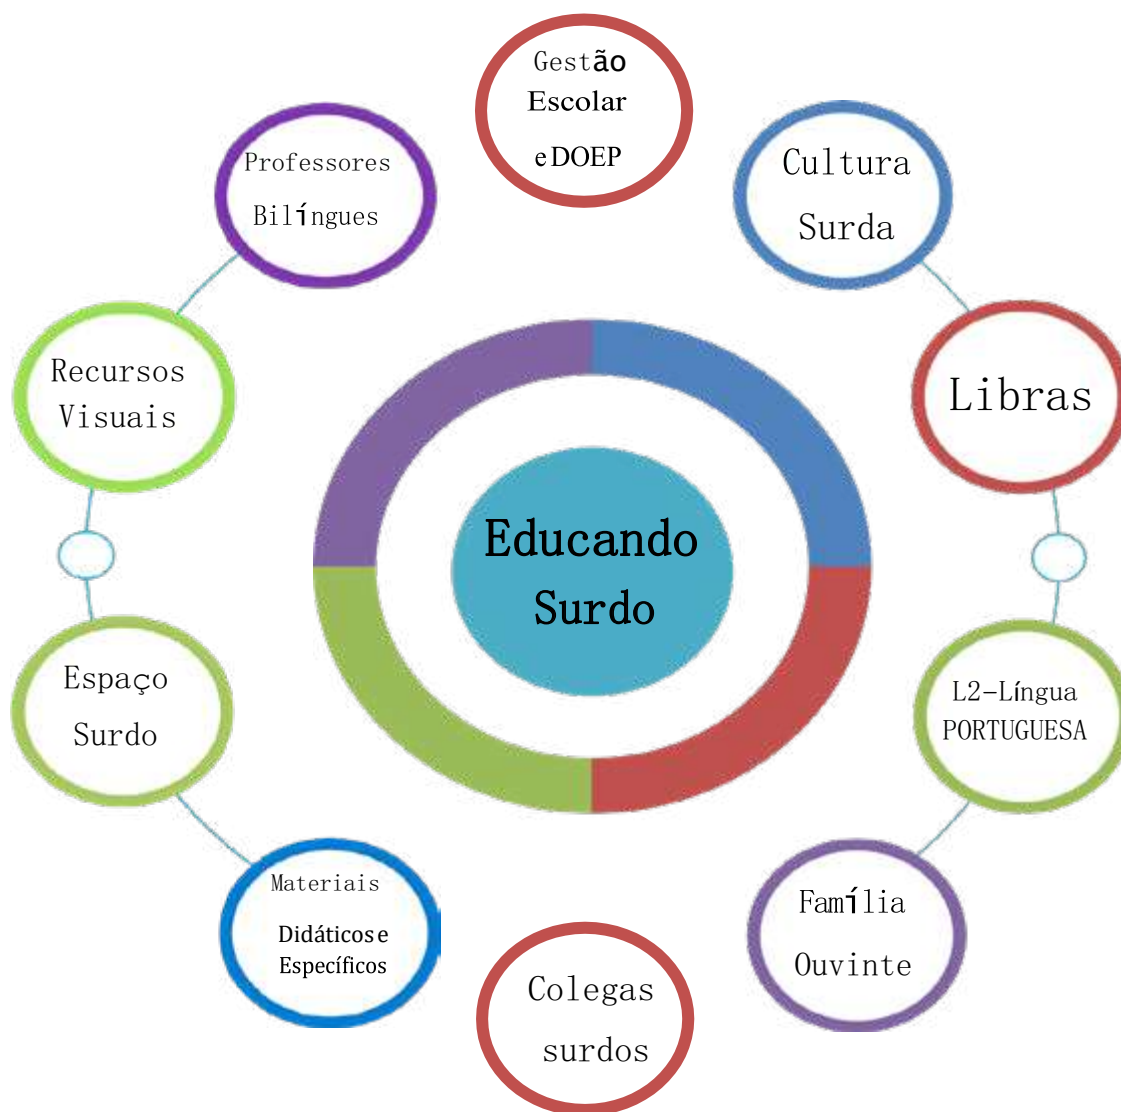 Gestão
Escolar
e DOEP
Professores
Bilíngues
Cultura
Surda
Recursos
Visuais
Libras
Educando
Surdo
Espaço
Surdo
L2-Língua
PORTUGUESA
Materiais
Didáticos e
Específicos
Família
Ouvinte
Colegas
surdos